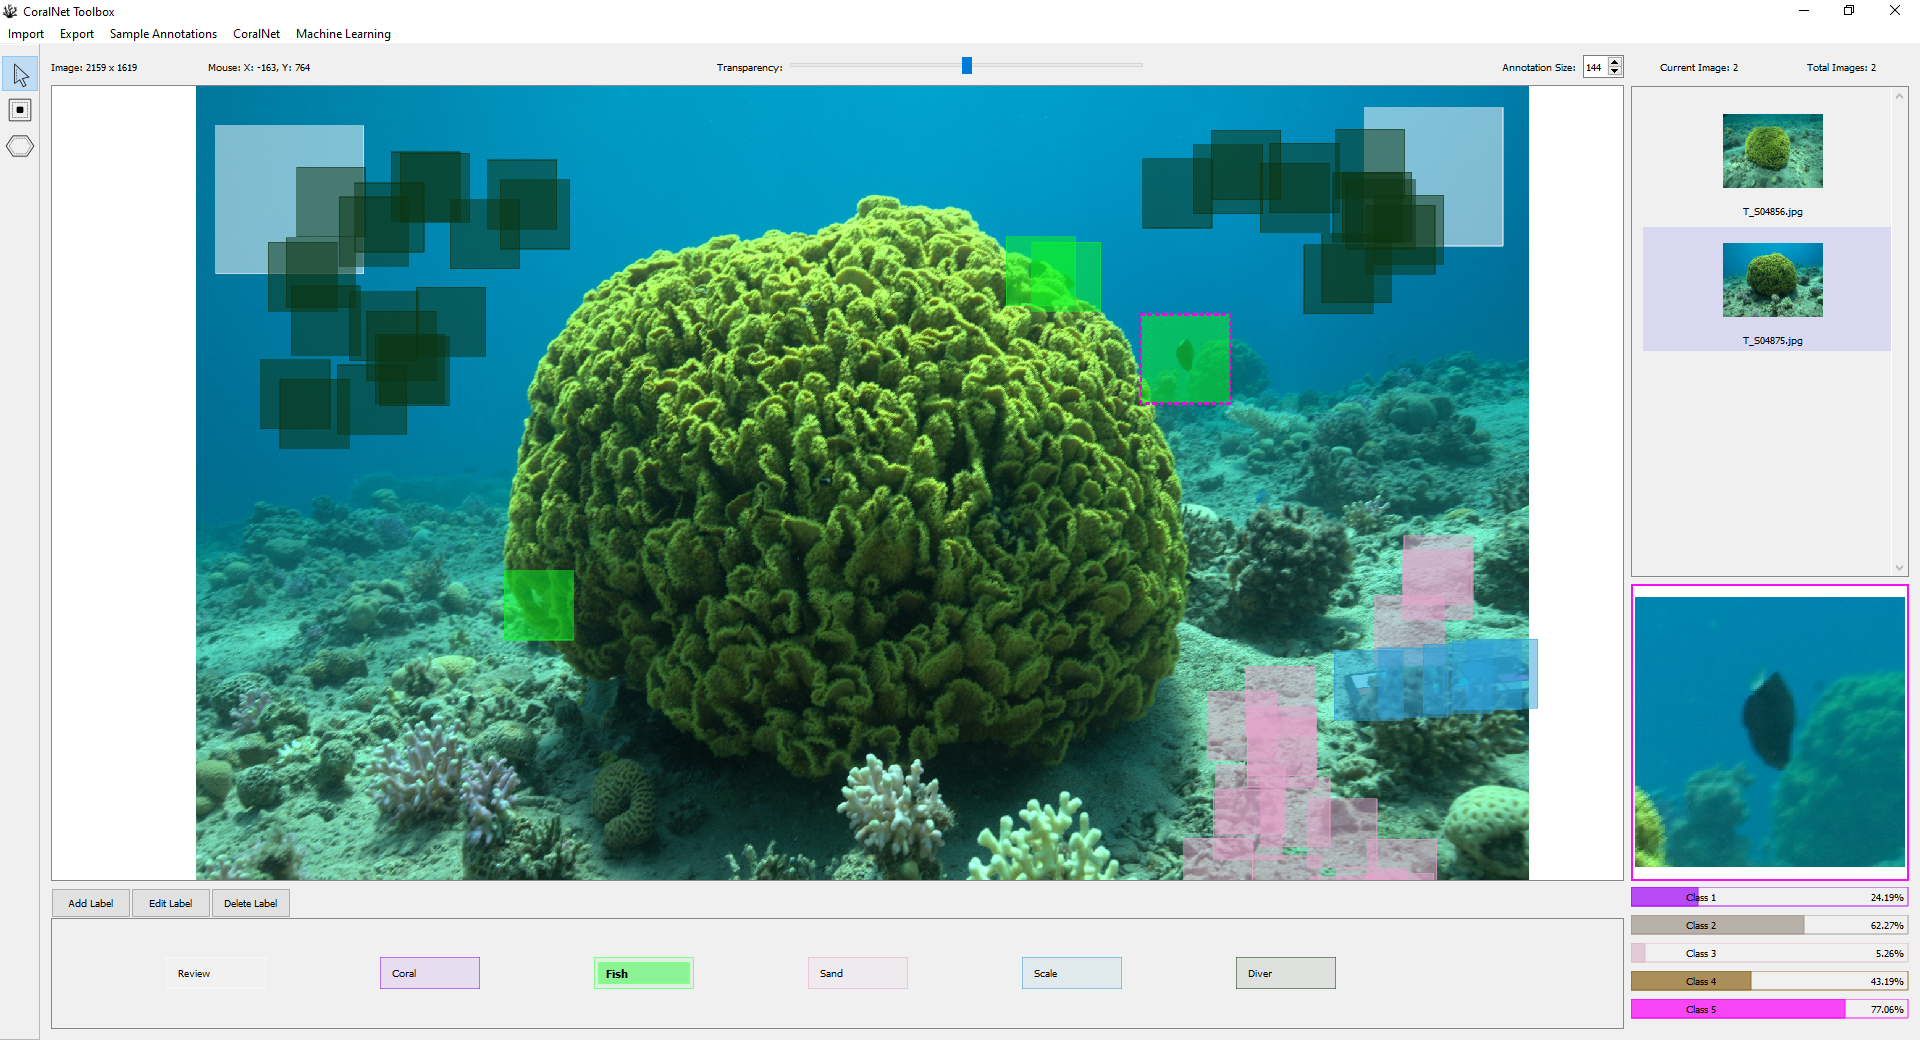 CoralNet Toolbox
Import Export Sample Annotations CoralNet Machine Learning
Image: 2159 x 1619 Mouse: X: -163, Y: 764 Transparency: Annotation Size: 144 Current Image: 2 Total Images: 2
T_S04856.jpg
T_S04875.jpg
Add Label Edit Label Delete Label
Review Coral Fish Sand Scale Diver
Class 1 24.19%
Class 2 62.27%
Class 3 5.26%
Class 4 43.19%
Class 5 77.06%